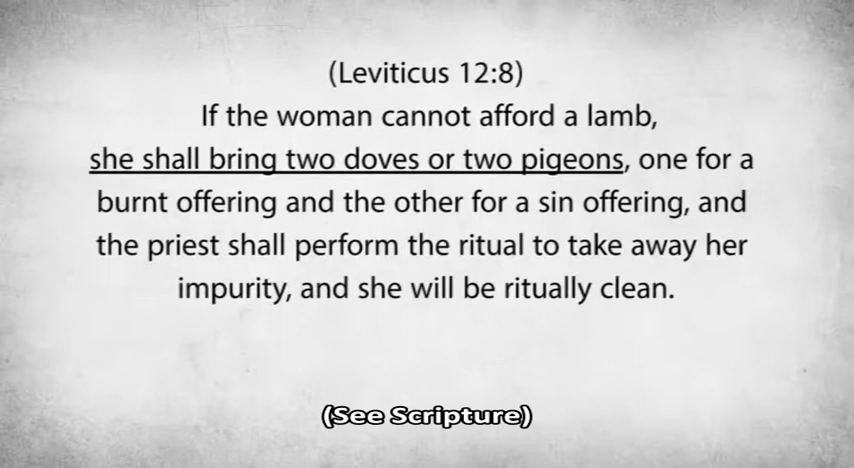 (Leviticus 12:8)
If the woman cannot afford a lamb,
she shall bring two doves or two pigeons, one for a
burnt offering and the other for a sin offering, and
the priest shall perform the ritual to take away her
impurity, and she will be ritually clean.
(See Scripture)